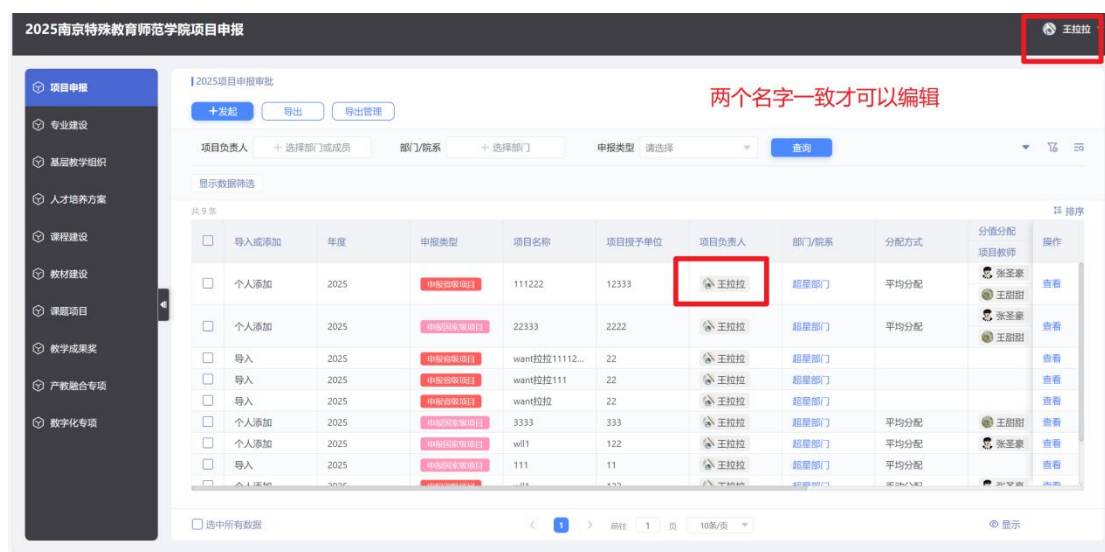 2025南京特殊教育师范学院项目申报
王拉拉
项目申报
专业建设
基层教学组织
人才培养方案
课程建设
教材建设
课题项目
教学成果奖
产教融合专项
数字化专项
2025项目申报审批
两个名字一致才可以编辑
+发起 导出 导出管理
项目负责人 + 选择部门或成员 部门/院系 + 选择部门 申报类型 请选择 查询
显示数据筛选
共 9 条 排序
导入或添加 年度 申报类型 项目名称 项目授予单位 项目负责人 部门/院系 分配方式 分值分配 操作
项目教师
个人添加 2025 申报省级项目 111222 12333 王拉拉 超星部门 平均分配 张圣豪 查看
王甜甜
个人添加 2025 申报国家级项目 22333 2222 王拉拉 超星部门 平均分配 张圣豪 查看
王甜甜
导入 2025 申报省级项目 want拉拉11112... 22 王拉拉 超星部门 查看
导入 2025 申报省级项目 want拉拉111 22 王拉拉 超星部门 查看
导入 2025 申报省级项目 want拉拉 22 王拉拉 超星部门 查看
个人添加 2025 申报国家级项目 3333 333 王拉拉 超星部门 平均分配 王甜甜 查看
个人添加 2025 申报国家级项目 wll1 122 王拉拉 超星部门 平均分配 张圣豪 查看
导入 2025 申报国家级项目 111 11 王拉拉 超星部门 平均分配 查看
选中所有数据 1 前往 1 页 10条/页 显示